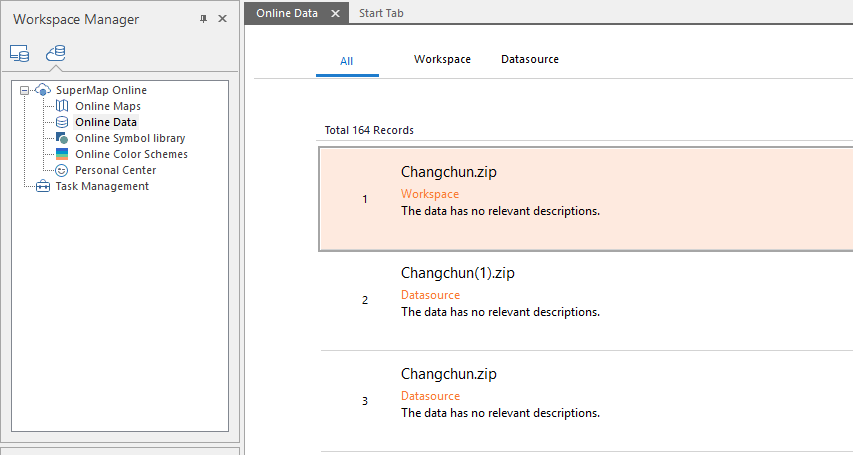 Workspace Manager
SuperMap Online
Online Maps
Online Data
Online Symbol library
Online Color Schemes
Personal Center
Task Management
Online Data
Start Tab
All
Workspace
Datasource
Total 164 Records
1
Changchun.zip
Workspace
The data has no relevant descriptions.
2
Changchun(1).zip
Datasource
The data has no relevant descriptions.
3
Changchun.zip
Datasource
The data has no relevant descriptions.